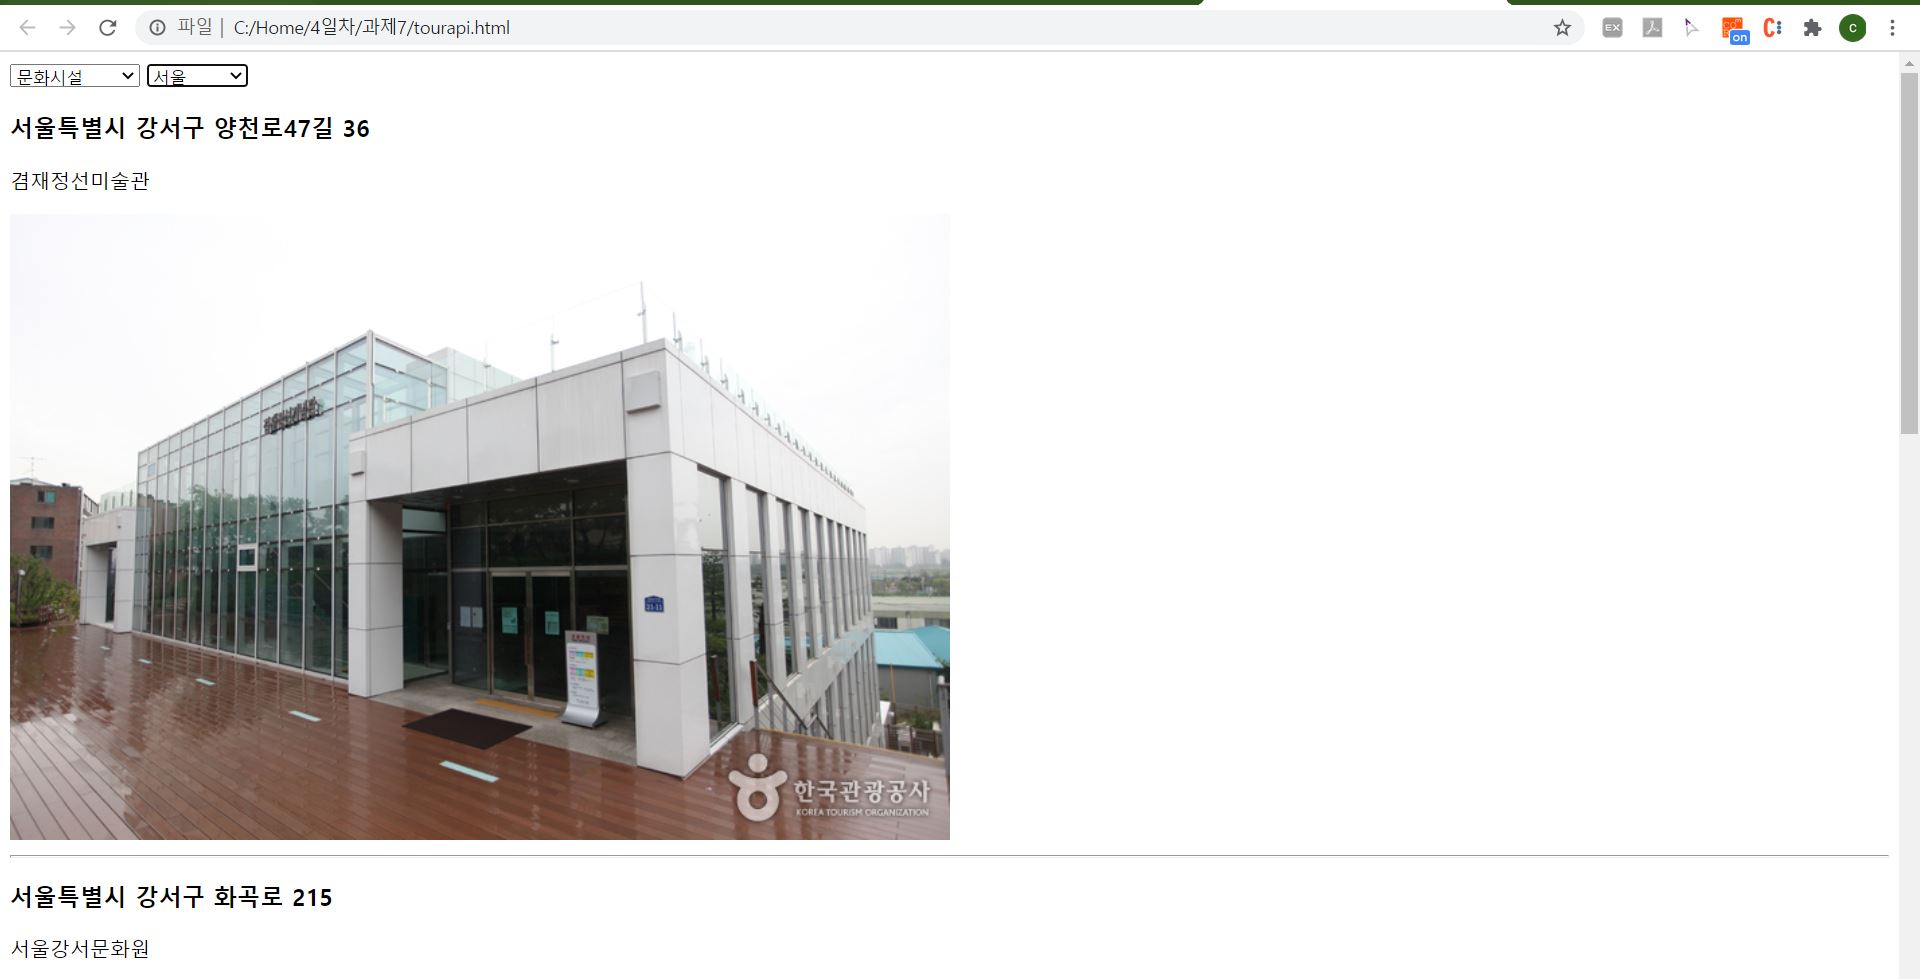 파일 | C:/Home/4일차/과제7/tourapi.html
EX
on
C
c
문화시설
서울
서울특별시 강서구 양천로47길 36
겸재정선미술관
한국관광공사
KOREA TOURISM ORGANIZATION
서울특별시 강서구 화곡로 215
서울강서문화원